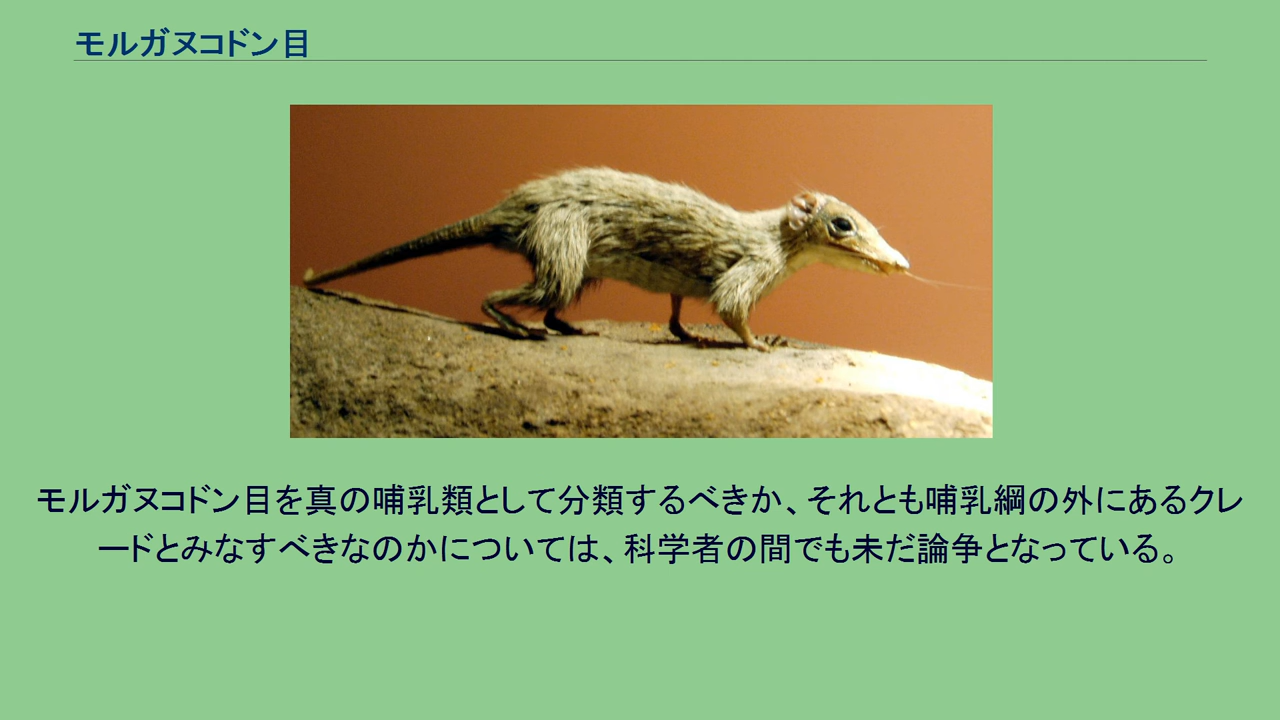 モルガヌコドン目
モルガヌコドン目を真の哺乳類として分類するべきか、それとも哺乳綱の外にあるクレ
ードとみなすべきなのかについては、科学者の間でも未だ論争となっている。